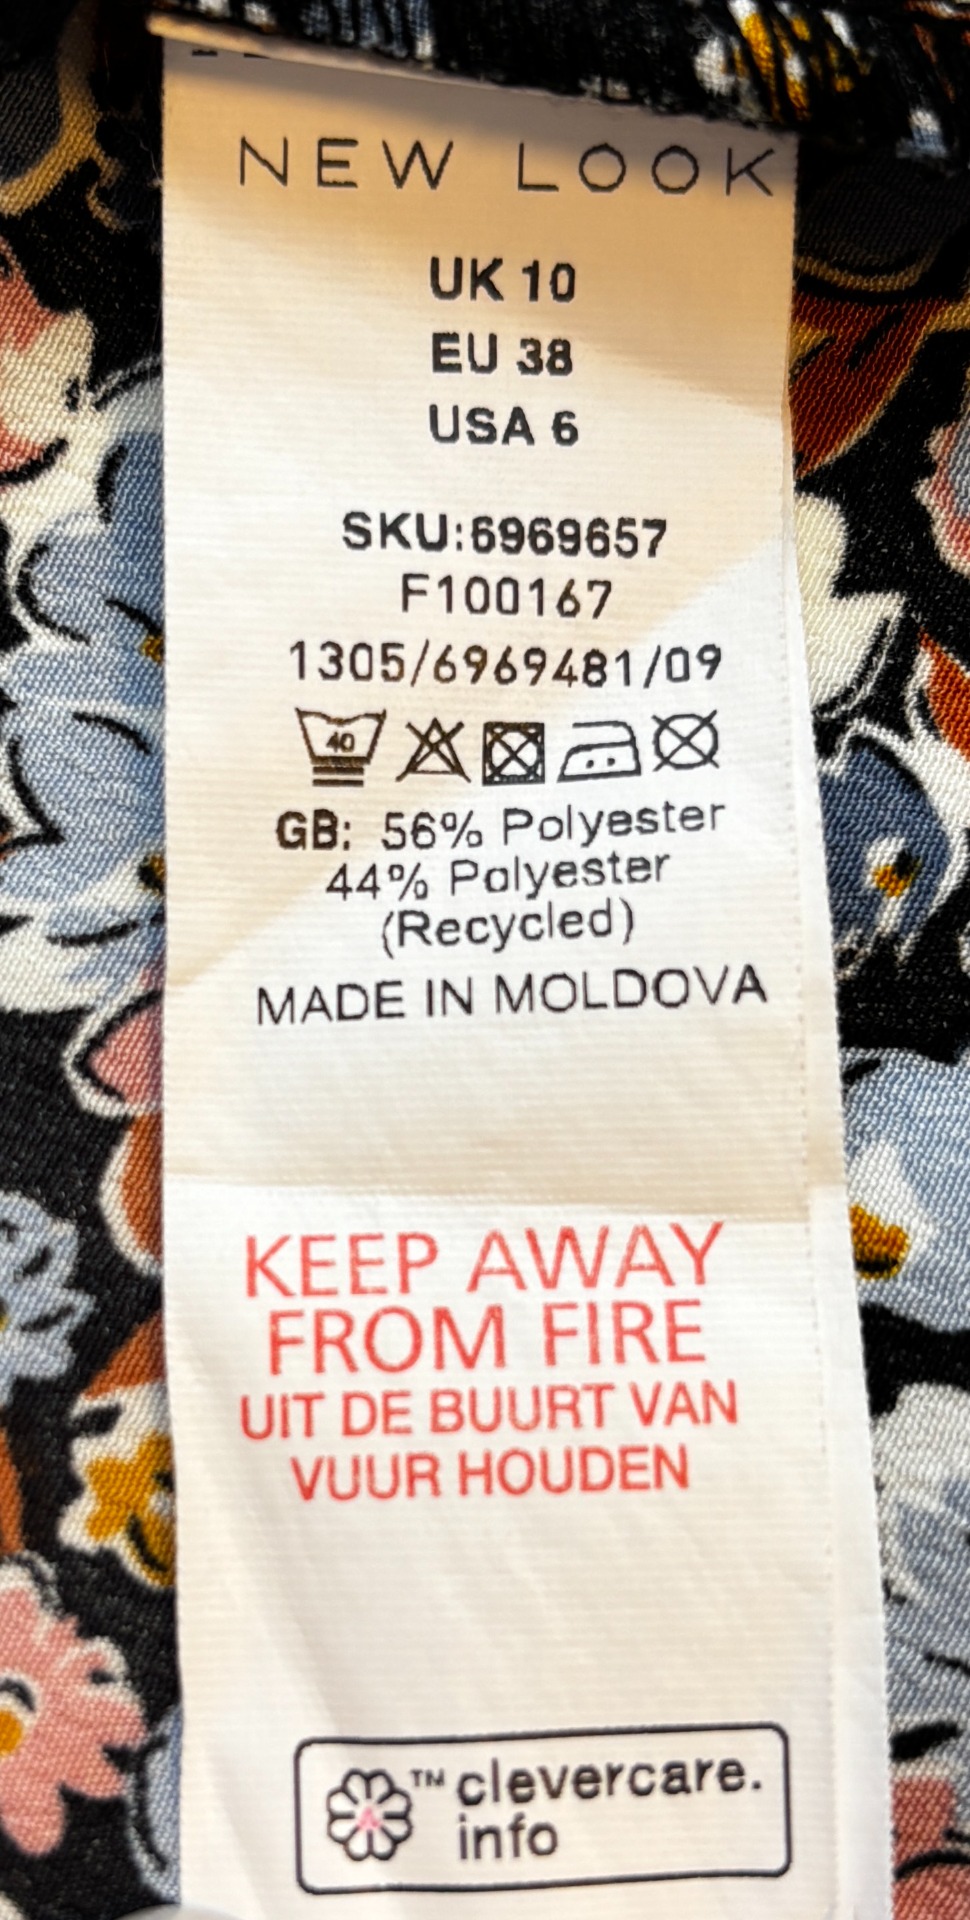 NEW LOOK
UK 10
EU 38
USA 6
SKU:6969657
F100167
1305/6969481/09
40
GB: 56% Polyester
44% Polyester
(Recycled)
MADE IN MOLDOVA
KEEP AWAY
FROM FIRE
UIT DE BUURT VAN
VUUR HOUDEN
™ clevercare.
info